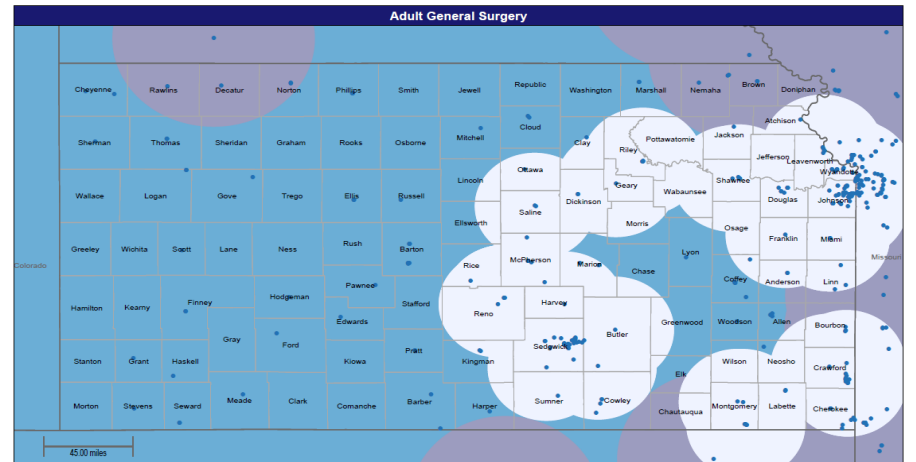 Adult General Surgery
Cheyenne Rawlins Decatur Norton Phillips Smith Jewell Republic Washington Marshall Nemaha Brown Doniphan
Atchison
Sherman Thomas Sheridan Graham Rooks Osborne Mitchell Cloud Clay Riley Pottawatomie Jackson Jefferson Leavenworth
Wyandotte
Wallace Logan Gove Trego Ellis Russell Lincoln Ottawa Dickinson Geary Wabaunsee Shawnee Douglas Johnson
Saline Morris Osage
Ellsworth
Greeley Wichita Scott Lane Ness Rush Barton McPherson Marion Chase Lyon Franklin Miami
Colorado Rice Missouri
Hamilton Kearny Finney Hodgeman Pawnee Stafford Reno Harvey Butler Greenwood Coffey Anderson Linn
Gray Ford Edwards Sedgwick Woodson Allen Bourbon
Stanton Grant Haskell Kiowa Pratt Kingman Elk Wilson Neosho Crawford
Morton Stevens Seward Meade Clark Comanche Barber Harper Sumner Cowley Chautauqua Montgomery Labette Cherokee
45.00 miles